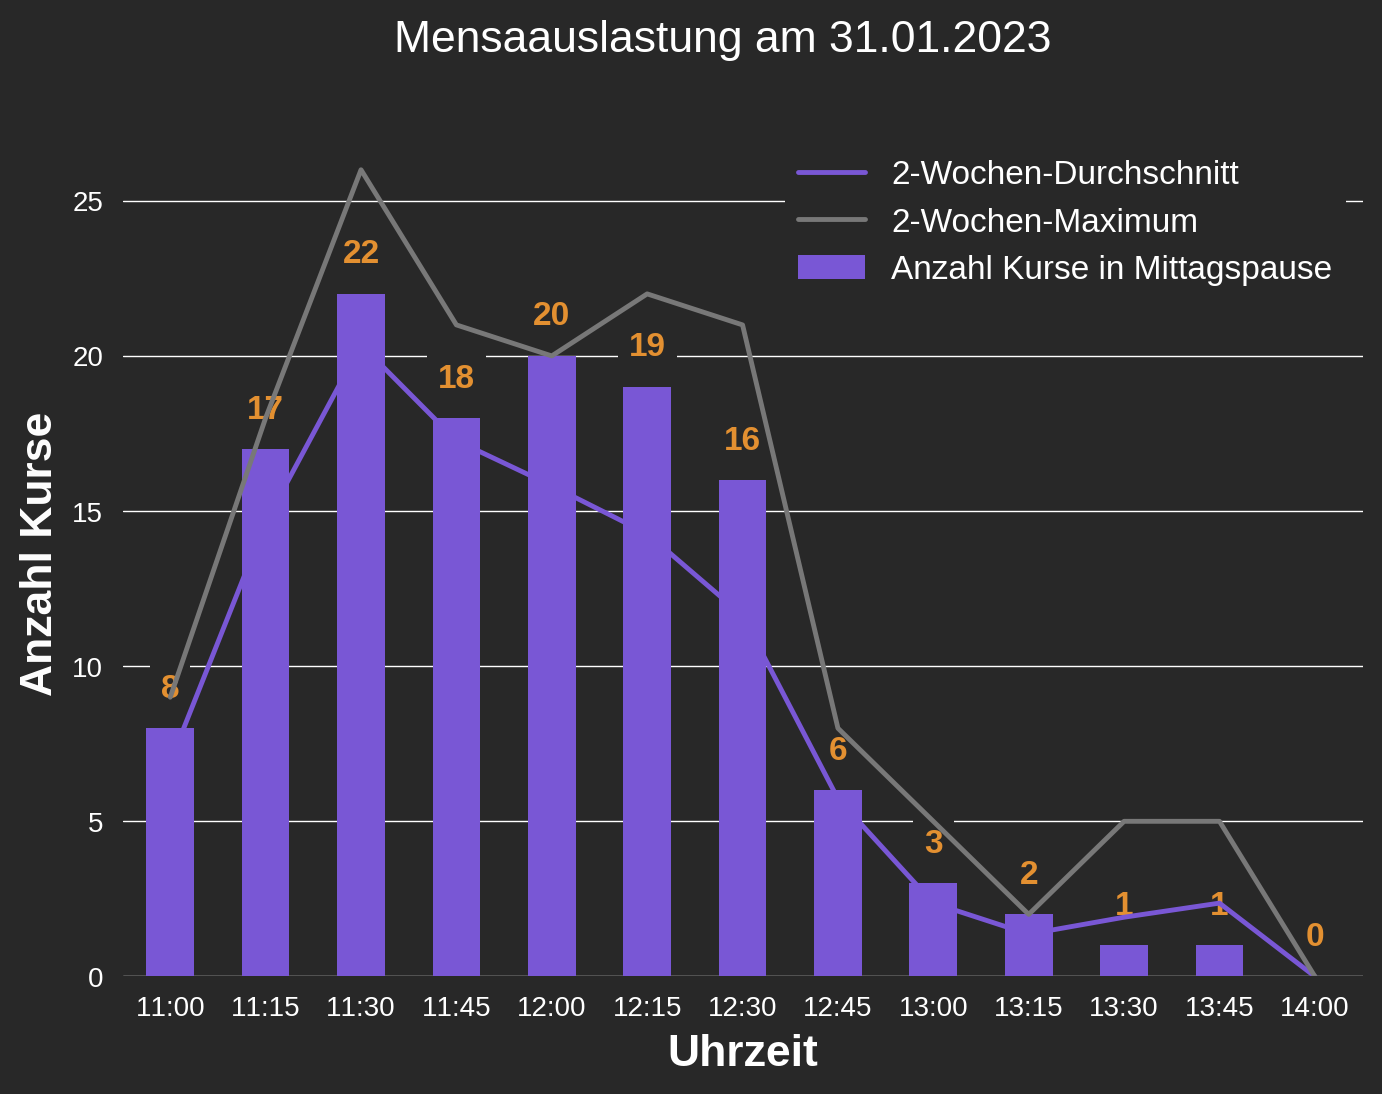 Mensaauslastung am 31.01.2023
2-Wochen-Durchschnitt
2-Wochen-Maximum
Anzahl Kurse in Mittagspause
Anzahl Kurse
25
20
15
10
5
0
8
17
22
18
20
19
16
6
3
2
1
1
0
11:00 11:15 11:30 11:45 12:00 12:15 12:30 12:45 13:00 13:15 13:30 13:45 14:00
Uhrzeit